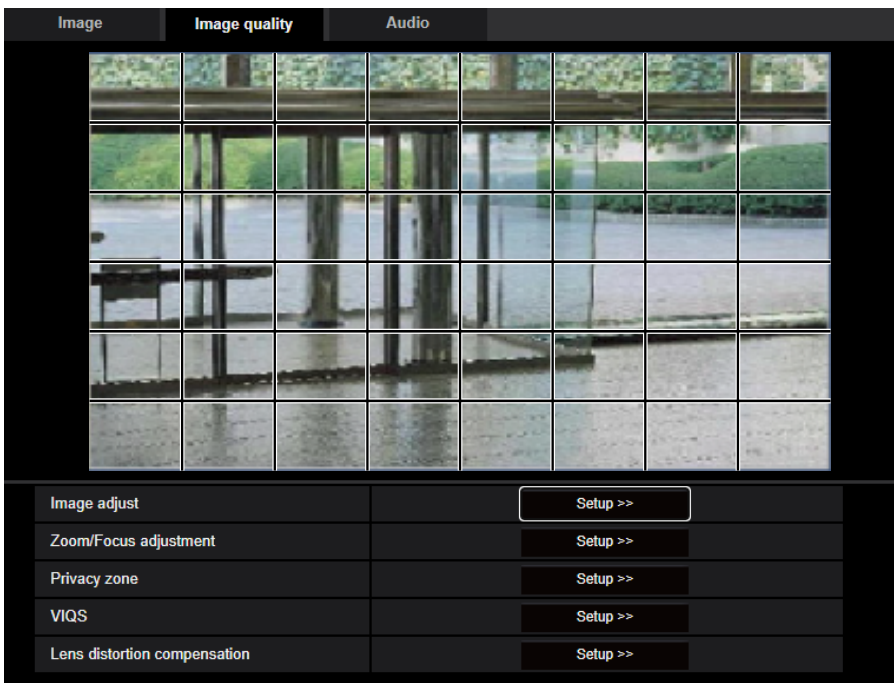 Image Image quality Audio
Image adjust Setup >>
Zoom/Focus adjustment Setup >>
Privacy zone Setup >>
VIQS Setup >>
Lens distortion compensation Setup >>